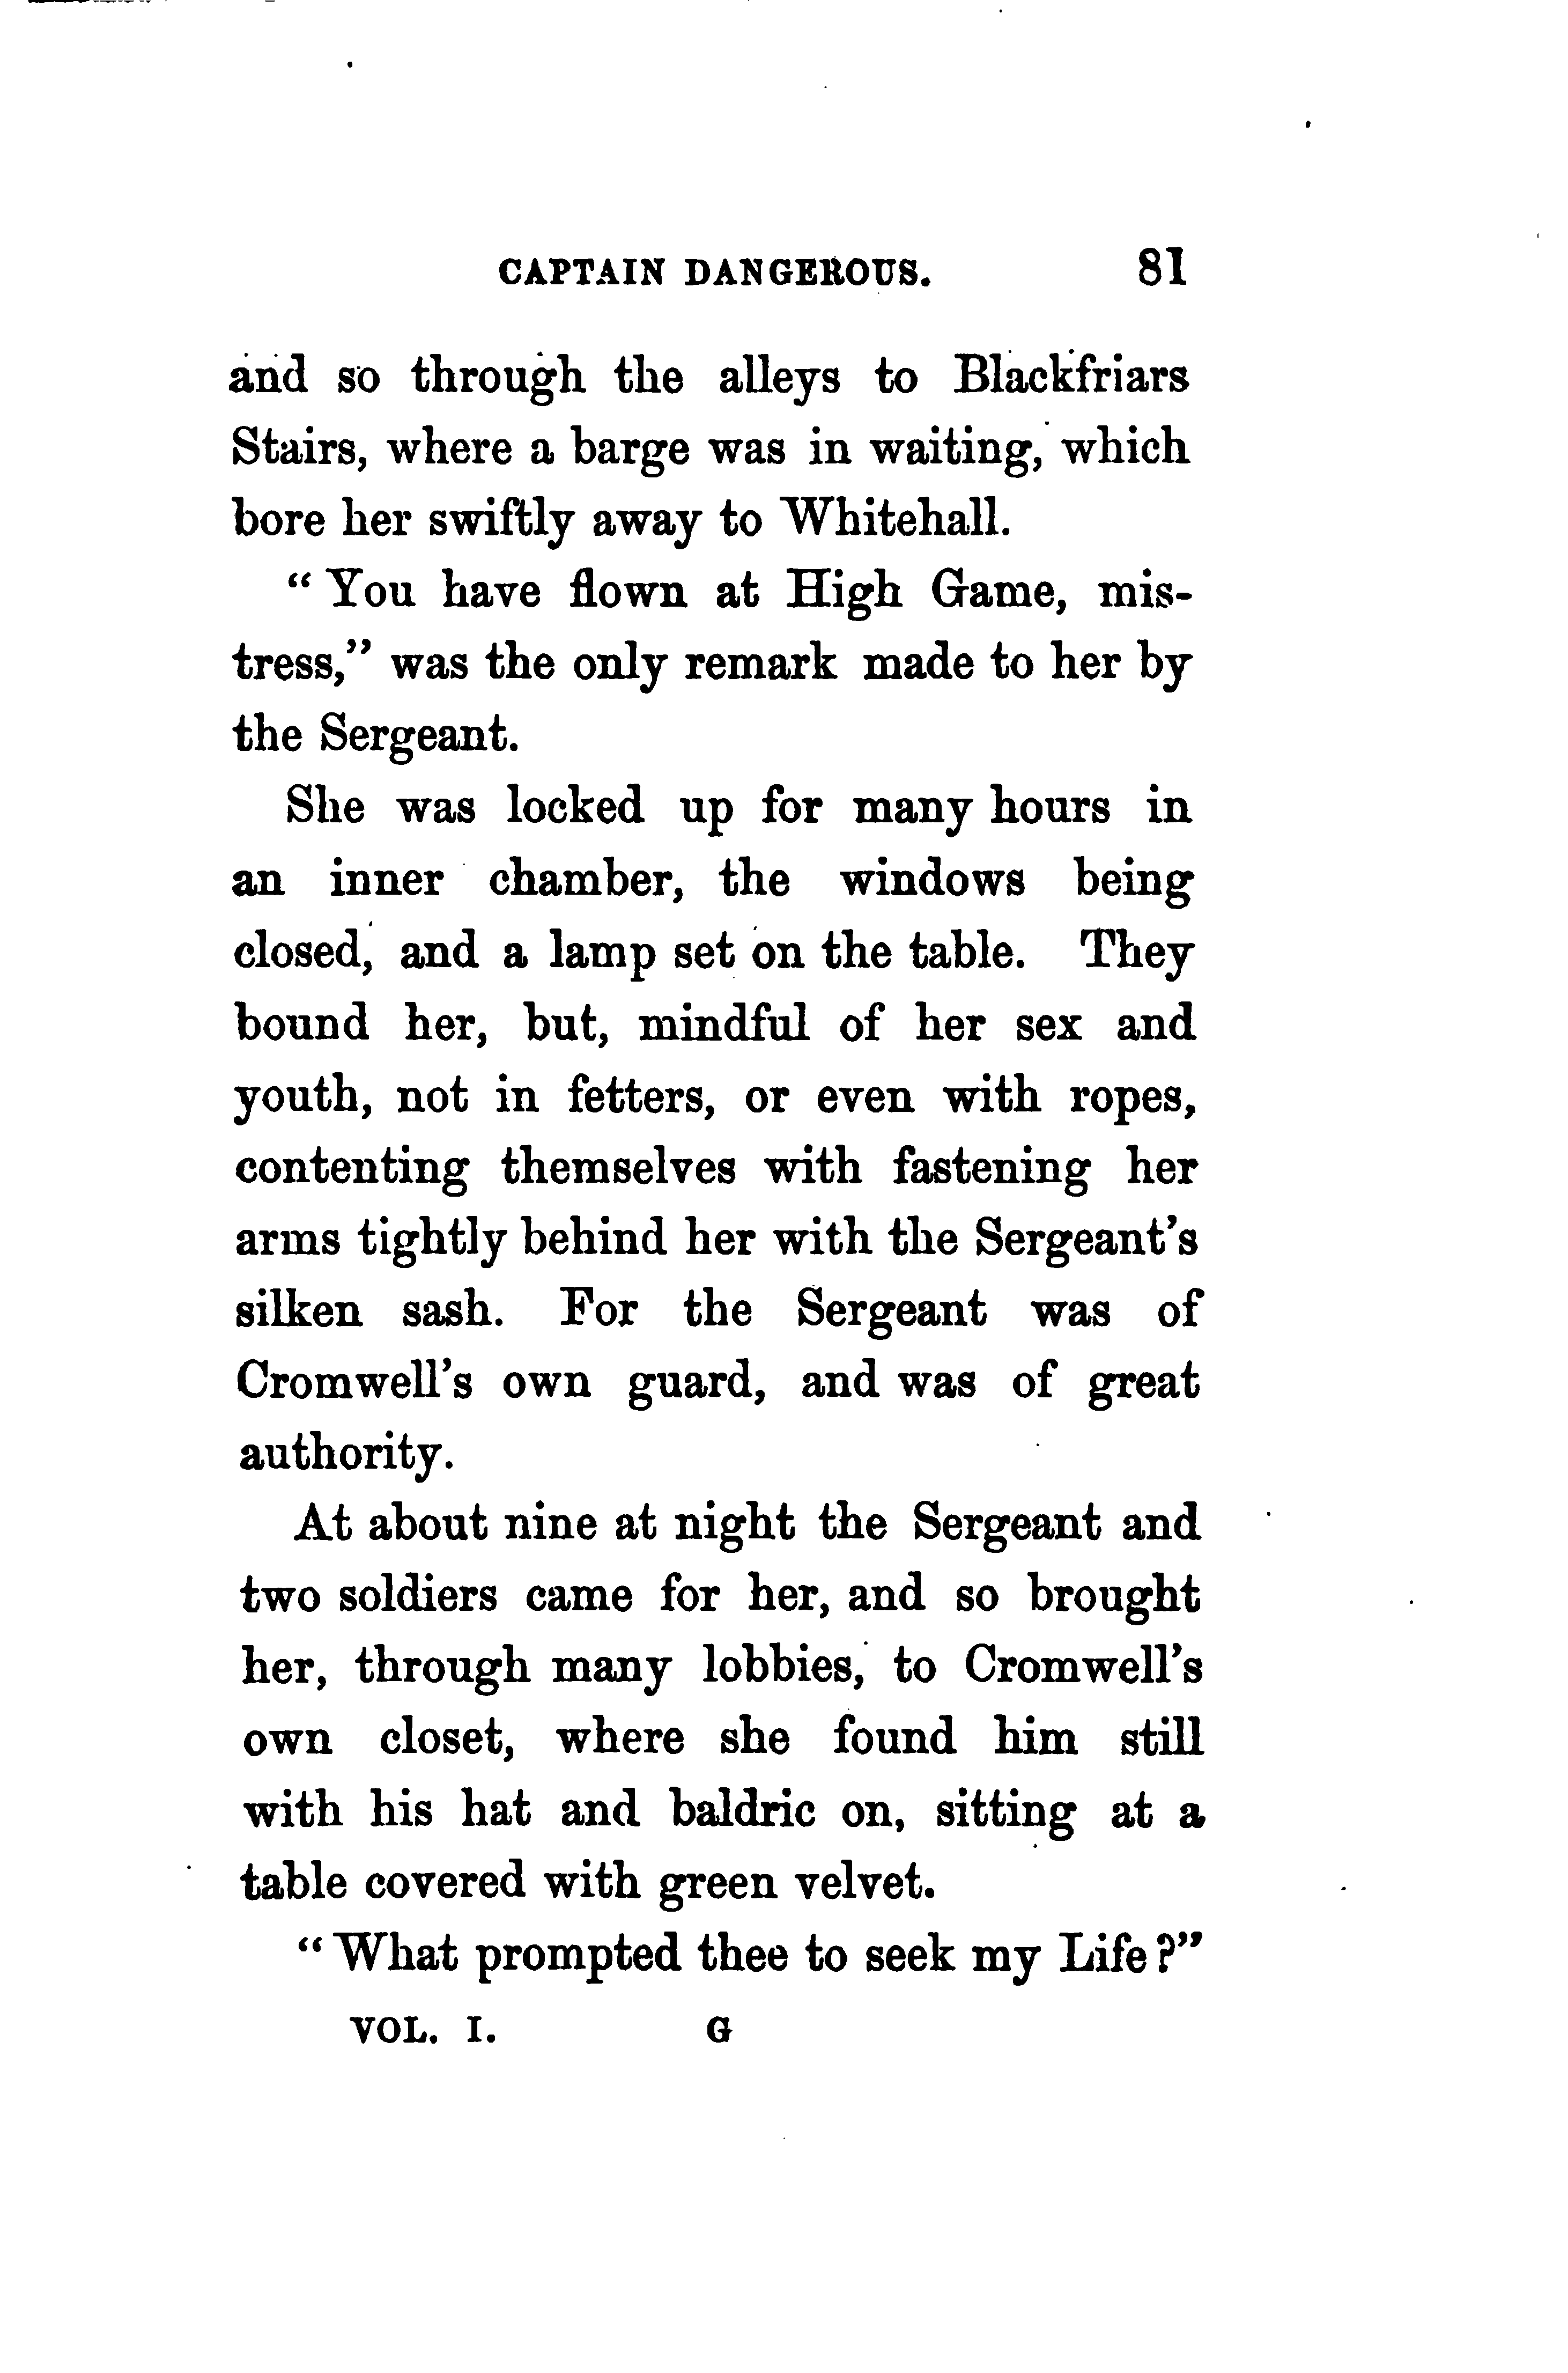 CAPTAIN DANGEROUS. 81
and so through the alleys to Blackfriars
Stairs, where a barge was in waiting, which
bore her swiftly away to Whitehall.
“You have flown at High Game, mis-
tress,” was the only remark made to her by
the Sergeant.
She was locked up for many hours in
an inner chamber, the windows being
closed, and a lamp set on the table. They
bound her, but, mindful of her sex and
youth, not in fetters, or even with ropes,
contenting themselves with fastening her
arms tightly behind her with the Sergeant’s
silken sash. For the Sergeant was of
Cromwell’s own guard, and was of great
authority.
At about nine at night the Sergeant and
two soldiers came for her, and so brought
her, through many lobbies, to Cromwell’s
own closet, where she found him still
with his hat and baldric on, sitting at a
table covered with green velvet.
“What prompted thee to seek my Life?”
VOL. I. G